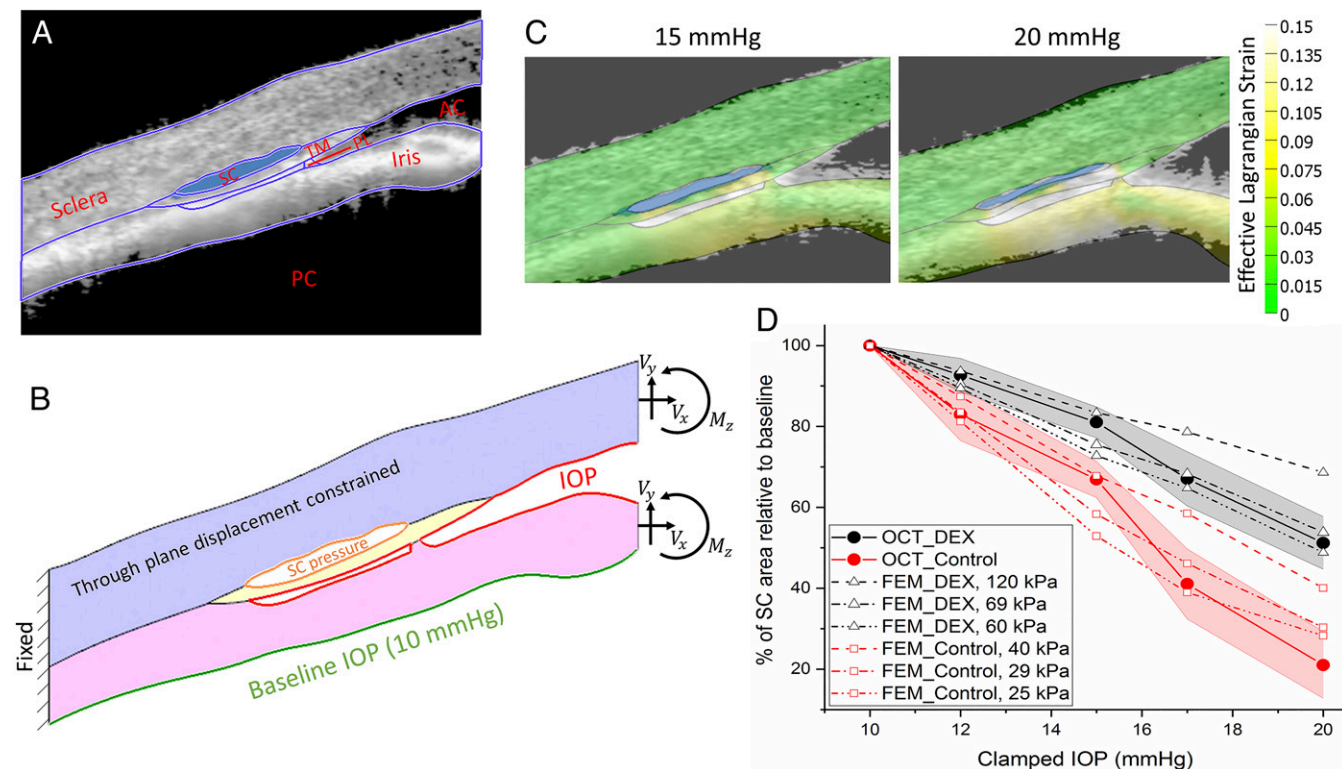 A
AC
TM
PL
Iris
SC
Sclera
PC
B
Through plane displacement constrained
SC pressure
IOP
Fixed
Baseline IOP (10 mmHg)
Vy
Vx
Mz
Vy
Vx
Mz
C
15 mmHg
20 mmHg
Effective Lagrangian Strain
0.15
0.135
0.12
0.105
0.09
0.075
0.06
0.045
0.03
0.015
0
D
% of SC area relative to baseline
100
80
60
40
20
OCT_DEX
OCT_Control
FEM_DEX, 120 kPa
FEM_DEX, 69 kPa
FEM_DEX, 60 kPa
FEM_Control, 40 kPa
FEM_Control, 29 kPa
FEM_Control, 25 kPa
10
12
14
16
18
20
Clamped IOP (mmHg)